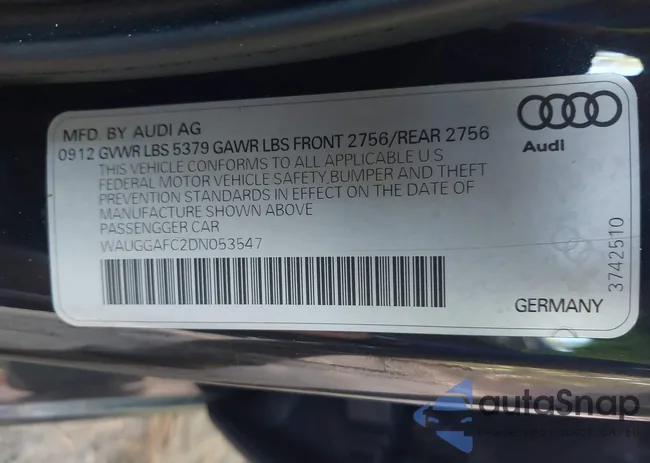 MFD. BY AUDI AG
0912 GVWR LBS 5379 GAWR LBS FRONT 2756/REAR 2756
THIS VEHICLE CONFORMS TO ALL APPLICABLE U S
FEDERAL MOTOR VEHICLE SAFETY,BUMPER AND THEFT
PREVENTION STANDARDS IN EFFECT ON THE DATE OF
MANUFACTURE SHOWN ABOVE
PASSENGGER CAR
WAUGGAFC2DN053547
Audi
3742510
GERMANY
autoSnap